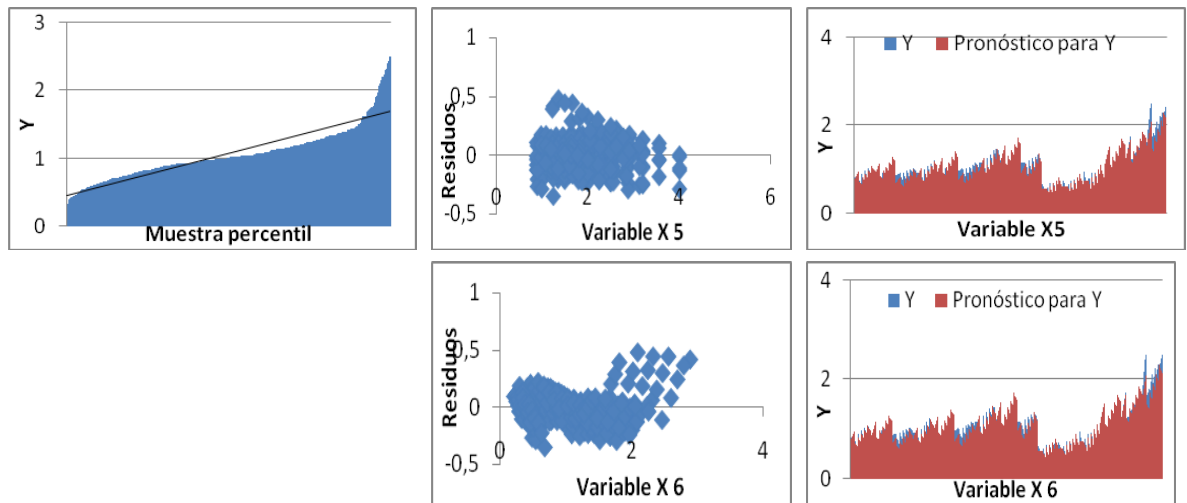 3
2
1
0
Y
Muestra percentil
1
0,5
0
-0,5
0
2
4
6
Residuos
Variable X 5
4
2
0
Y
Y Pronóstico para Y
Variable X5
1
0,5
0
-0,5
0
2
4
Residuos
Variable X 6
4
2
0
Y
Y Pronóstico para Y
Variable X 6